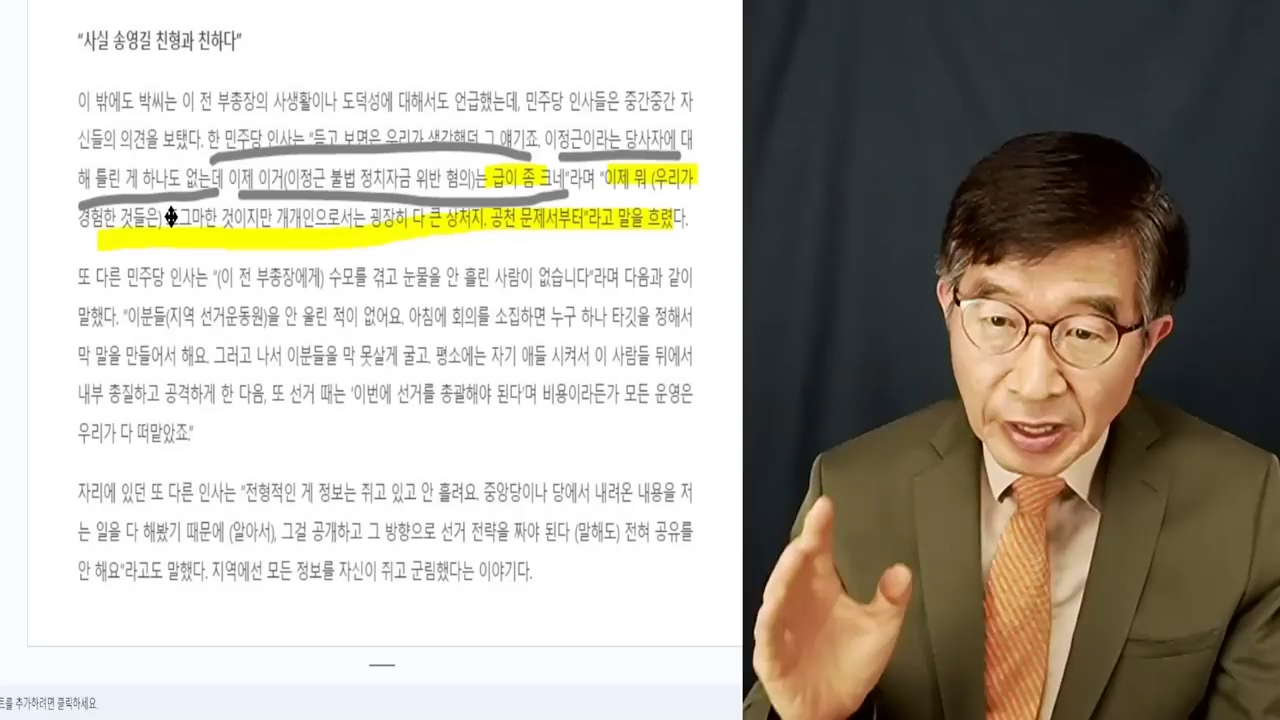 “사실 송영길 친형과 친하다”
이 밖에도 박씨는 이 전 부총장의 사생활이나 도덕성에 대해서도 언급했는데, 민주당 인사들은 중간중간 자
신들의 의견을 보탰다. 한 민주당 인사는 “듣고 보면은 우리가 생각했던 그 얘기죠. 이정근이라는 당사자에 대
해 틀린 게 하나도 없는데 이제 이거(이정근 불법 정치자금 위반 혐의)는 급이 좀 크네”라며 “이제 뭐 (우리가
경험한 것들은) 그마한 것이지만 개개인으로서는 굉장히 다 큰 상처지. 공천 문제서부터”라고 말을 흐렸다.
또 다른 민주당 인사는 “(이 전 부총장에게) 수모를 겪고 눈물을 안 흘린 사람이 없습니다”라며 다음과 같이
말했다. “이분들(지역 선거운동원)을 안 울린 적이 없어요. 아침에 회의를 소집하면 누구 하나 타깃을 정해서
막 말을 만들어서 해요. 그러고 나서 이분들을 막 못살게 굴고. 평소에는 자기 애들 시켜서 이 사람들 뒤에서
내부 총질하고 공격하게 한 다음, 또 선거 때는 ‘이번에 선거를 총괄해야 된다’며 비용이라든가 모든 운영은
우리가 다 떠맡았죠.”
자리에 있던 또 다른 인사는 “전형적인 게 정보는 쥐고 있고 안 흘려요. 중앙당이나 당에서 내려온 내용을 저
는 일을 다 해봤기 때문에 (알아서), 그걸 공개하고 그 방향으로 선거 전략을 짜야 된다 (말해도) 전혀 공유를
안 해요”라고도 말했다. 지역에선 모든 정보를 자신이 쥐고 군림했다는 이야기다.
트를 추가하려면 클릭하세요.